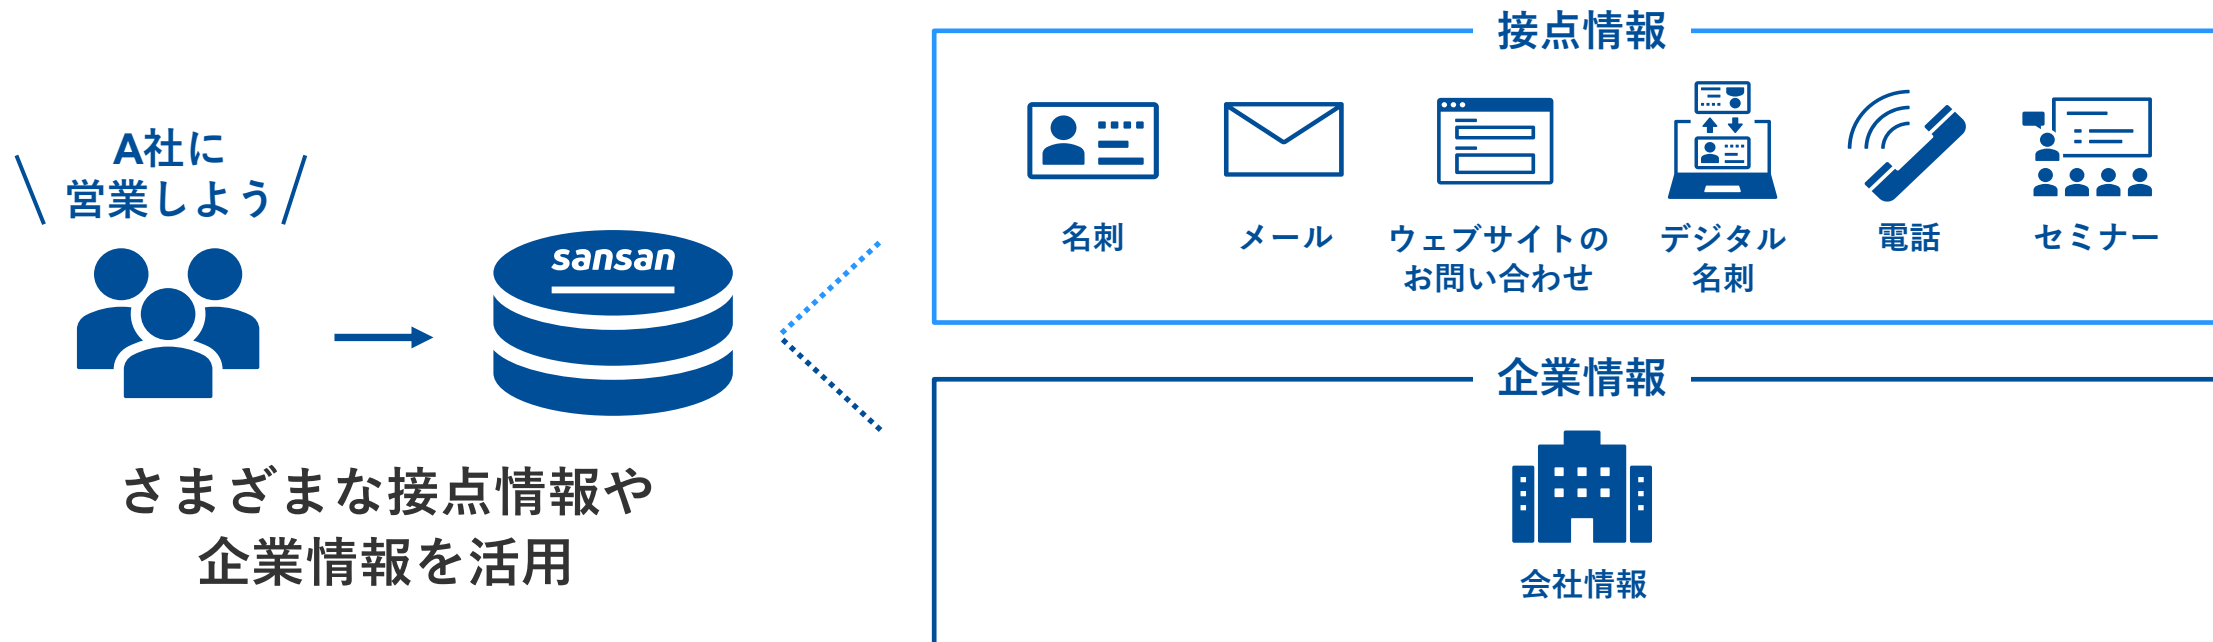 A社に
営業しよう
sansan
さまざまな接点情報や
企業情報を活用
接点情報
名刺
メール
ウェブサイトの
お問い合わせ
デジタル
名刺
電話
セミナー
企業情報
会社情報